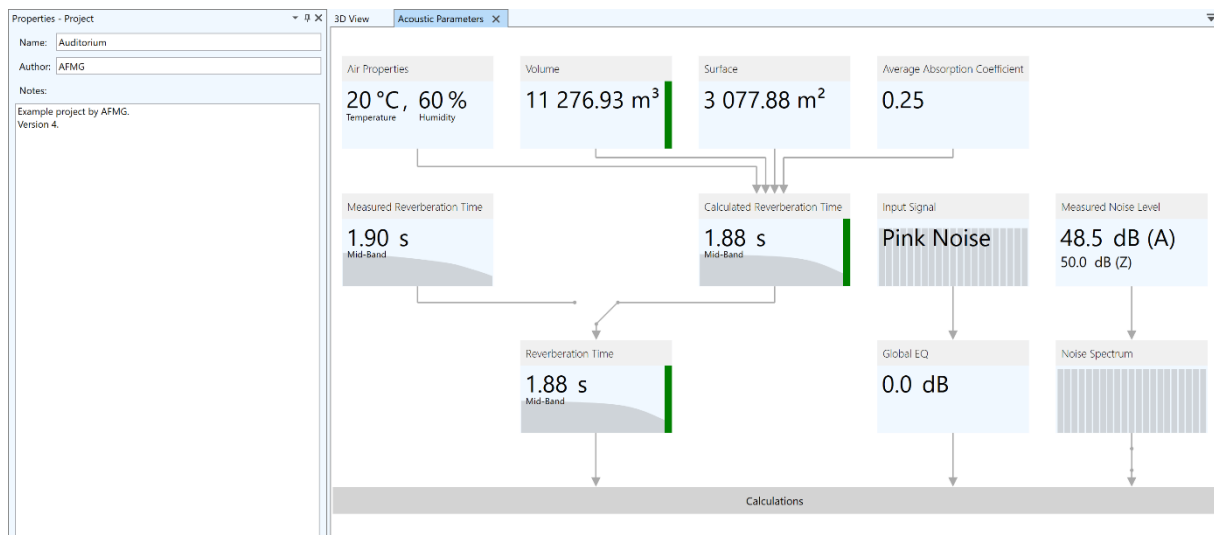 Properties - Project
3D View
Acoustic Parameters
Name: Auditorium
Author: AFMG
Notes:
Example project by AFMG.
Version 4.
Air Properties
20 °C, 60 %
Temperature Humidity
Volume
11 276.93 m³
Surface
3 077.88 m²
Average Absorption Coefficient
0.25
Measured Reverberation Time
1.90 s
Mid-Band
Calculated Reverberation Time
1.88 s
Mid-Band
Input Signal
Pink Noise
Measured Noise Level
48.5 dB (A)
50.0 dB (Z)
Reverberation Time
1.88 s
Mid-Band
Global EQ
0.0 dB
Noise Spectrum
Calculations